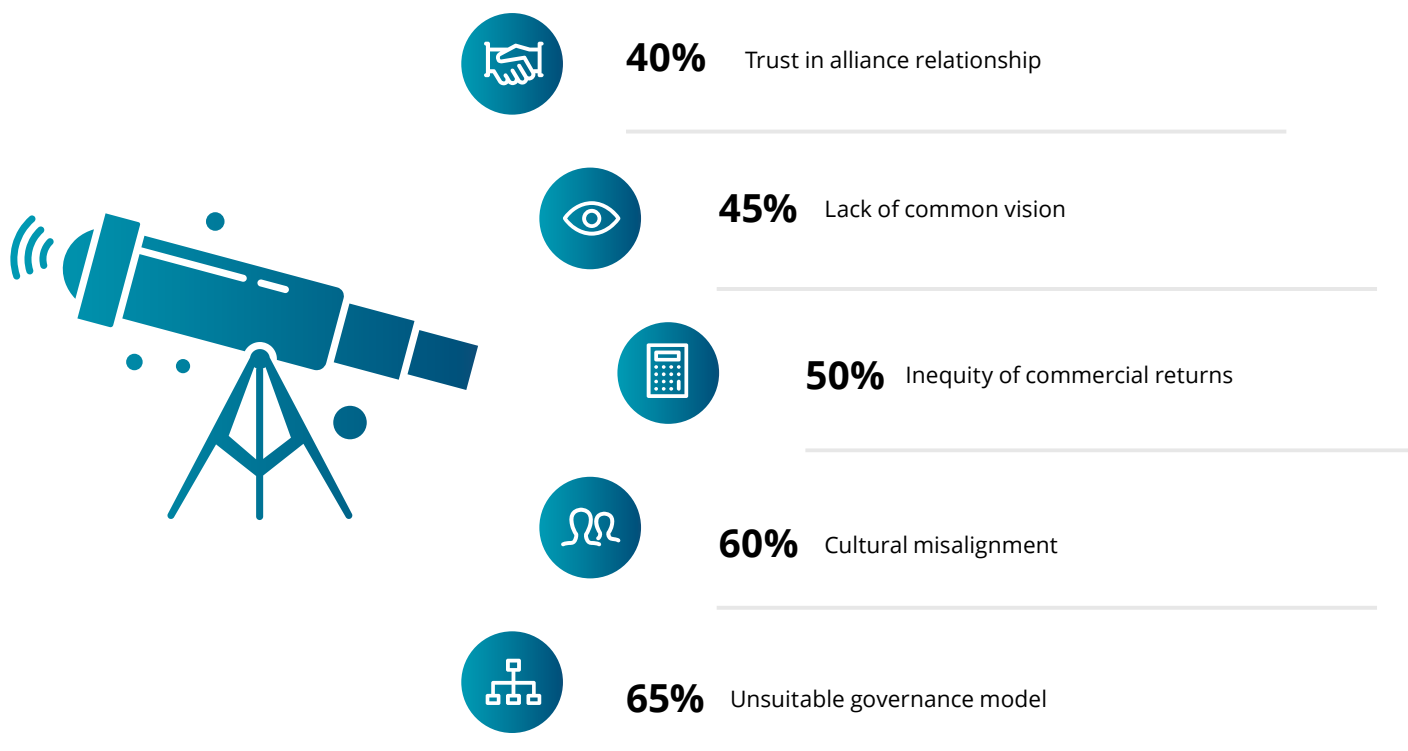 40% Trust in alliance relationship
45% Lack of common vision
50% Inequity of commercial returns
60% Cultural misalignment
65% Unsuitable governance model